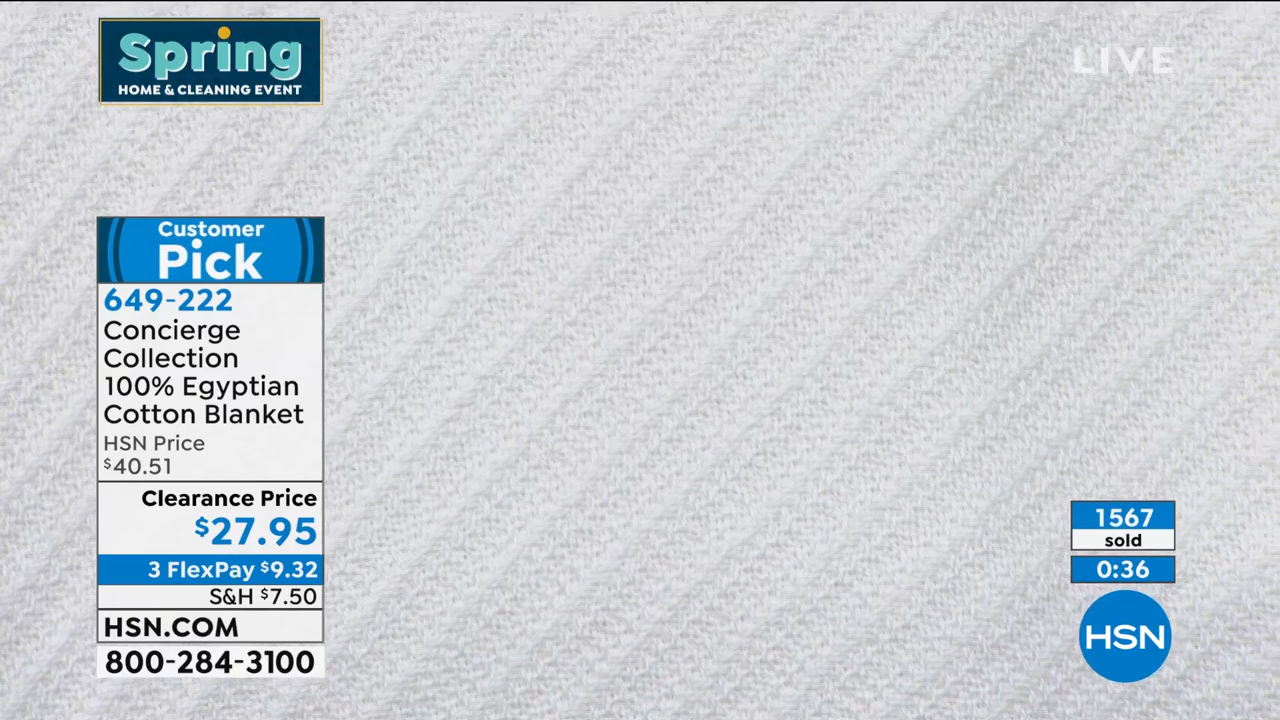 Spring
HOME & CLEANING EVENT
LIVE
Customer
Pick
649-222
Concierge
Collection
100% Egyptian
Cotton Blanket
HSN Price
$40.51
Clearance Price
$27.95
3 FlexPay $9.32
S&H $7.50
HSN.COM
800-284-3100
1567
sold
0:36
HSN